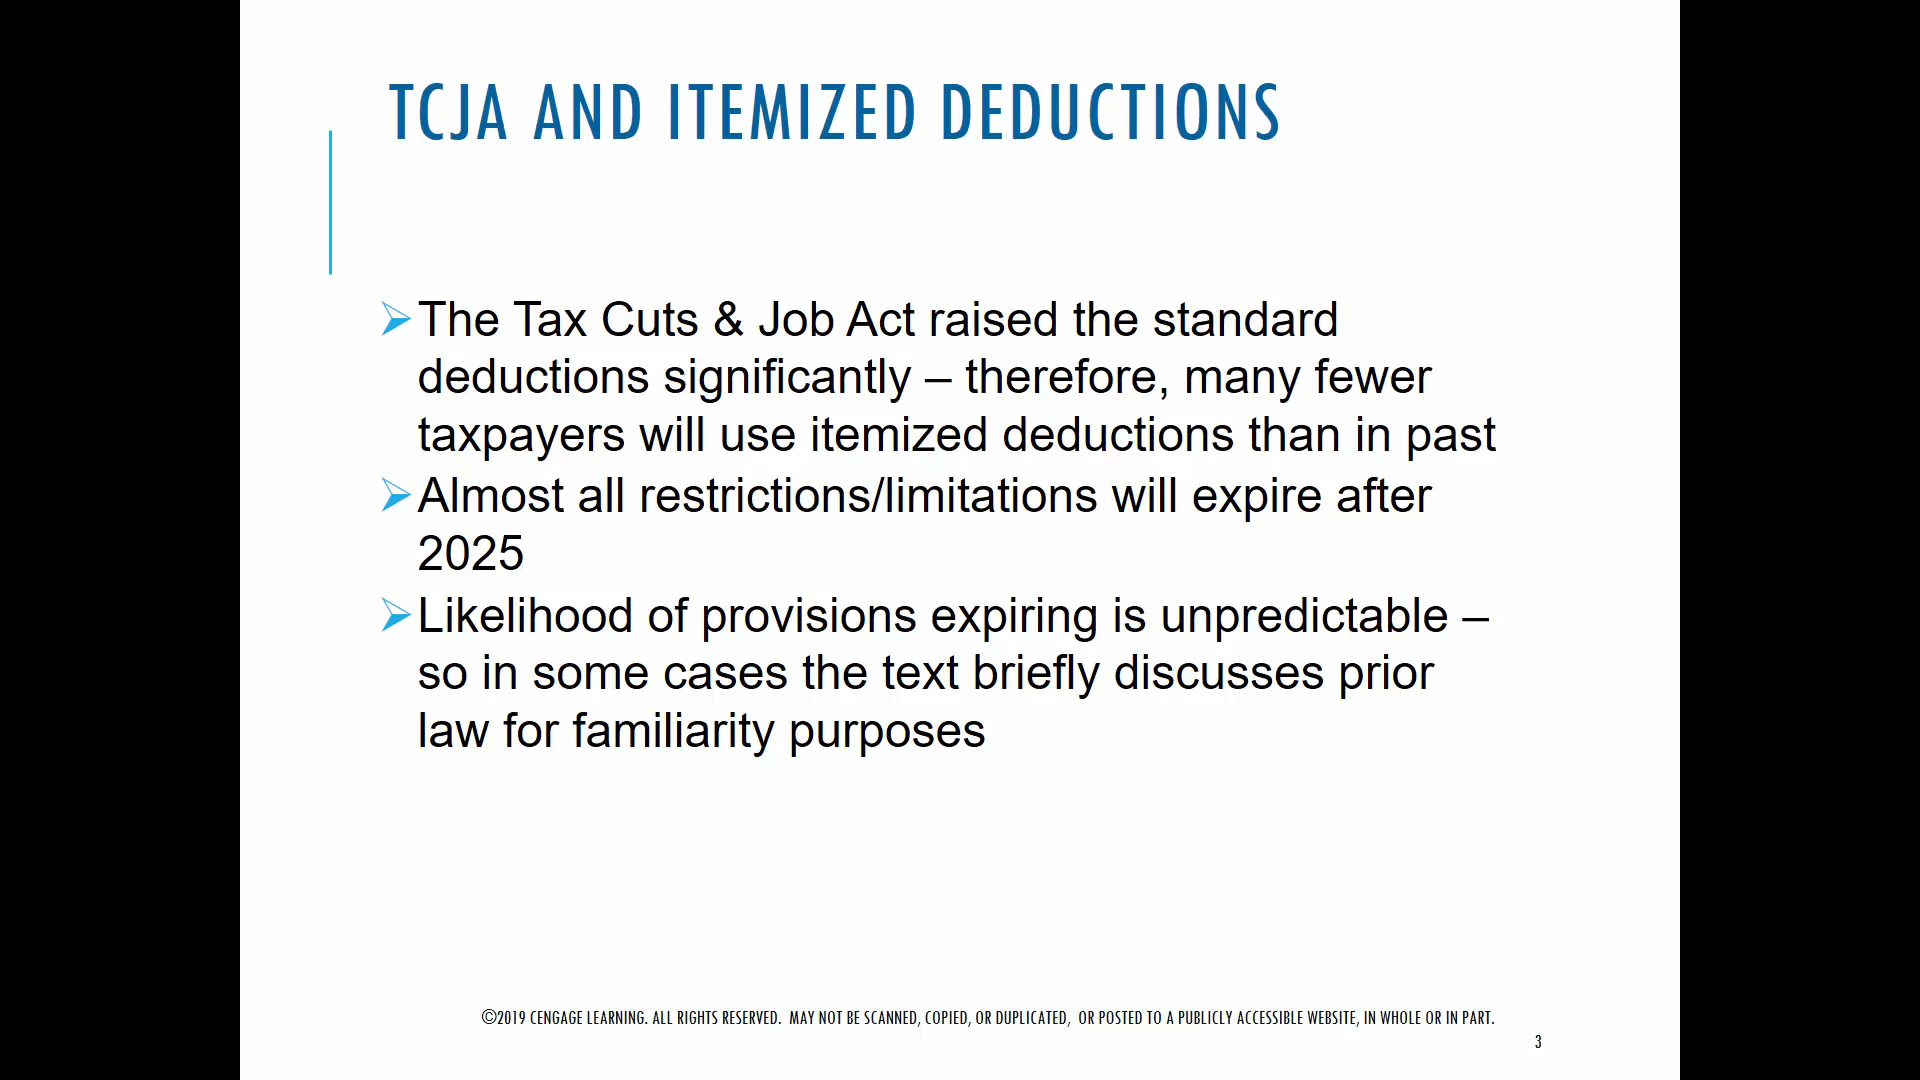 TCJA AND ITEMIZED DEDUCTIONS
The Tax Cuts & Job Act raised the standard
deductions significantly – therefore, many fewer
taxpayers will use itemized deductions than in past
Almost all restrictions/limitations will expire after
2025
Likelihood of provisions expiring is unpredictable –
so in some cases the text briefly discusses prior
law for familiarity purposes
©2019 CENGAGE LEARNING. ALL RIGHTS RESERVED. MAY NOT BE SCANNED, COPIED, OR DUPLICATED, OR POSTED TO A PUBLICLY ACCESSIBLE WEBSITE, IN WHOLE OR IN PART.
3